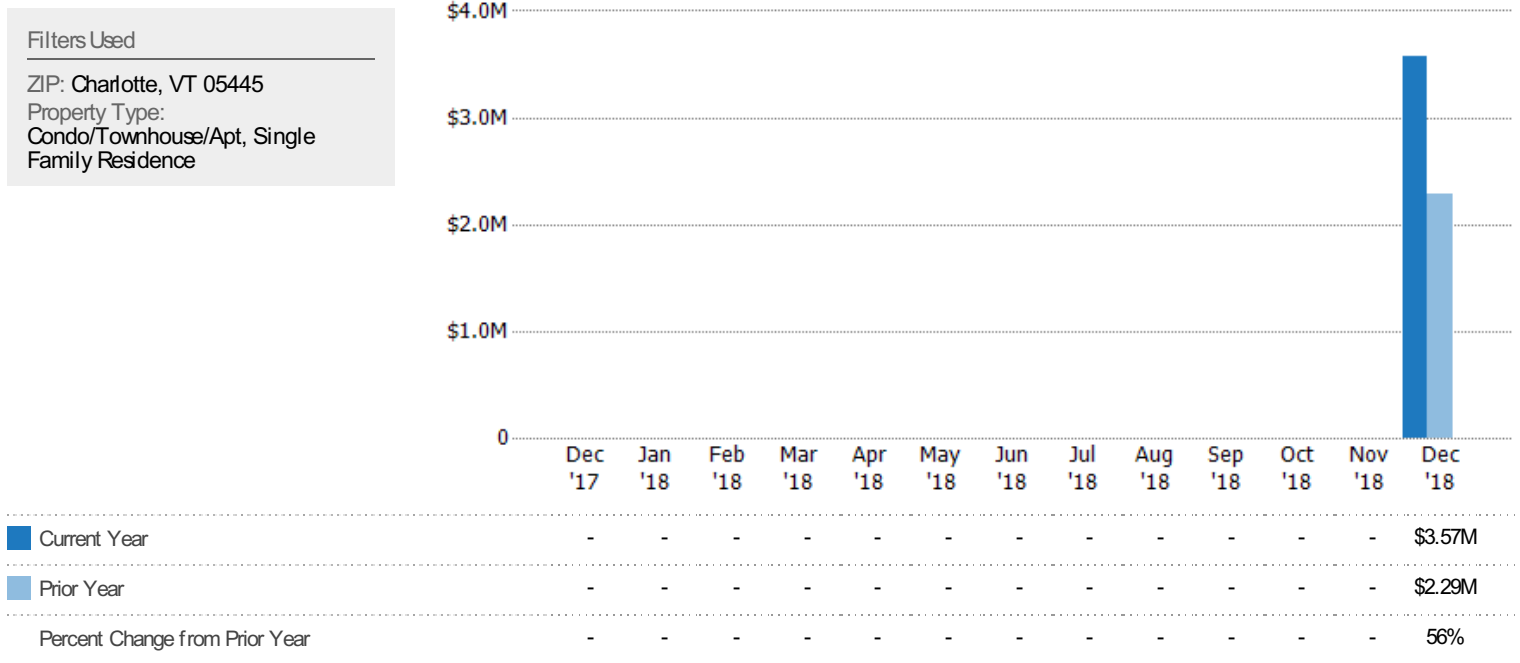 Filters Used
ZIP: Charlotte, VT 05445
Property Type:
Condo/Townhouse/Apt, Single
Family Residence
$4.0M
$3.0M
$2.0M
$1.0M
0
Dec Jan Feb Mar Apr May Jun Jul Aug Sep Oct Nov Dec
'17 '18 '18 '18 '18 '18 '18 '18 '18 '18 '18 '18 '18
Current Year - - - - - - - - - - - - $3.57M
Prior Year - - - - - - - - - - - - $2.29M
Percent Change from Prior Year - - - - - - - - - - - - 56%